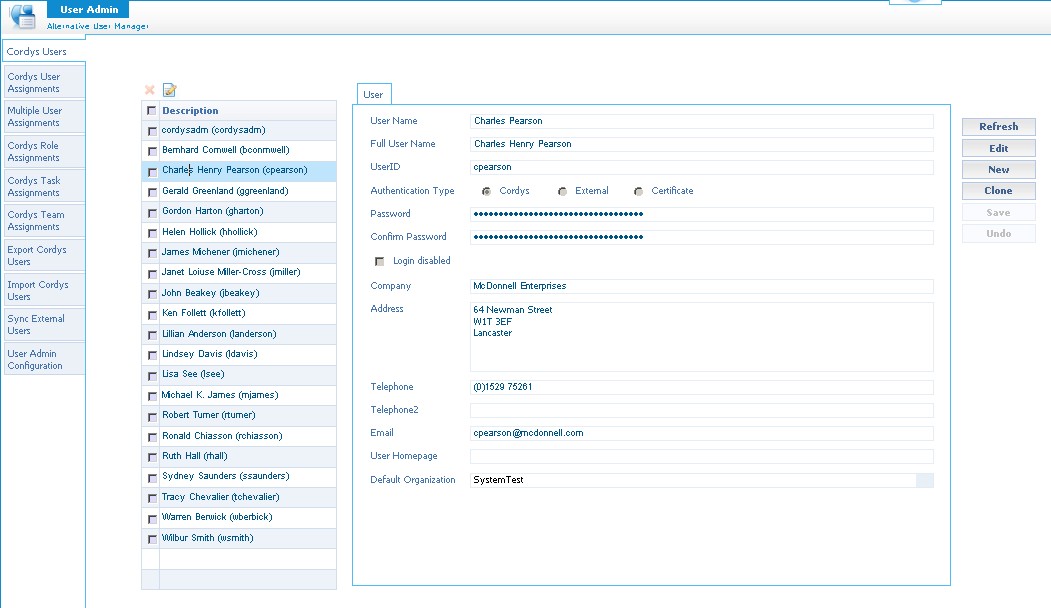 User Admin
Alternative User Manager
Cordys Users
Cordys User
Assignments
Multiple User
Assignments
Cordys Role
Assignments
Cordys Task
Assignments
Cordys Team
Assignments
Export Cordys
Users
Import Cordys
Users
Sync External
Users
User Admin
Configuration
Description
cordysadm (cordysadm)
Bernhard Cornwell (bconmwell)
Charles Henry Pearson (cpearson)
Gerald Greenland (ggreenland)
Gordon Harton (gharton)
Helen Hollick (hhollick)
James Michener (jmichener)
Janet Loiuse Miller-Cross (jmiller)
John Beakey (jbeakey)
Ken Follett (kfollett)
Lillian Anderson (landerson)
Lindsey Davis (ldavis)
Lisa See (lsee)
Michael K. James (mjames)
Robert Turner (rturner)
Ronald Chiasson (rchiasson)
Ruth Hall (rhall)
Sydney Saunders (ssaunders)
Tracy Chevalier (tchevalier)
Warren Berwick (wberbick)
Wilbur Smith (wsmith)
User
User Name Charles Pearson
Full User Name Charles Henry Pearson
UserID cpearson
Authentication Type Cordys External Certificate
Password ••••••••••••••••••••••••••••••••••
Confirm Password ••••••••••••••••••••••••••••••••••
Login disabled
Company McDonnell Enterprises
Address 64 Newman Street
W1T 3EF
Lancaster
Telephone (0)1529 75261
Telephone2
Email cpearson@mcdonnell.com
User Homepage
Default Organization SystemTest
Refresh
Edit
New
Clone
Save
Undo